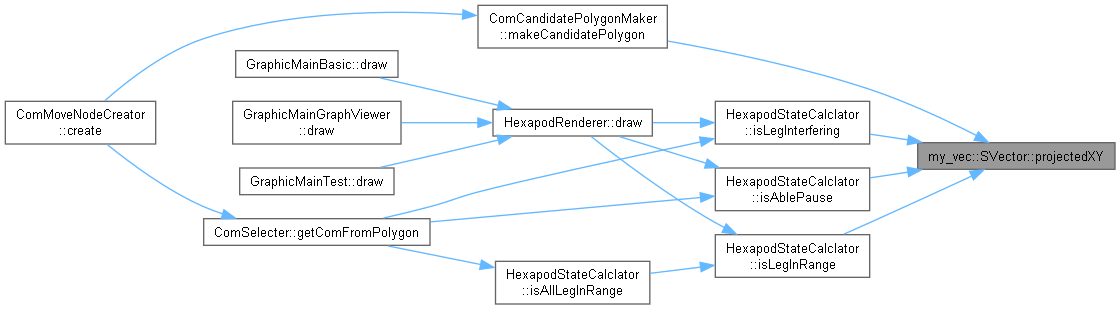 ComCandidatePolygonMaker
::makeCandidatePolygon
GraphicMainBasic::draw
ComMoveNodeCreator
::create
GraphicMainGraphViewer
::draw
HexapodRenderer::draw
HexapodStateCalclator
::isLegInterfering
my_vec::SVector::projectedXY
GraphicMainTest::draw
HexapodStateCalclator
::isAblePause
ComSelecter::getComFromPolygon
HexapodStateCalclator
::isLegInRange
HexapodStateCalclator
::isAllLegInRange